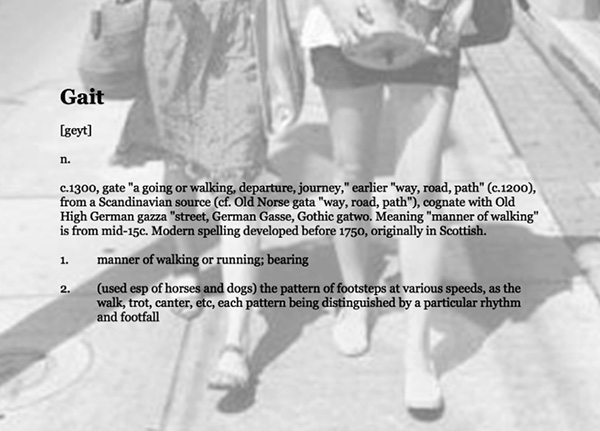 Gait
[geyt]
n.
c.1300, gate "a going or walking, departure, journey," earlier "way, road, path" (c.1200),
from a Scandinavian source (cf. Old Norse gata "way, road, path"), cognate with Old
High German gazza "street, German Gasse, Gothic gatwo. Meaning "manner of walking"
is from mid-15c. Modern spelling developed before 1750, originally in Scottish.
1. manner of walking or running; bearing
2. (used esp of horses and dogs) the pattern of footsteps at various speeds, as the
walk, trot, canter, etc, each pattern being distinguished by a particular rhythm
and footfall